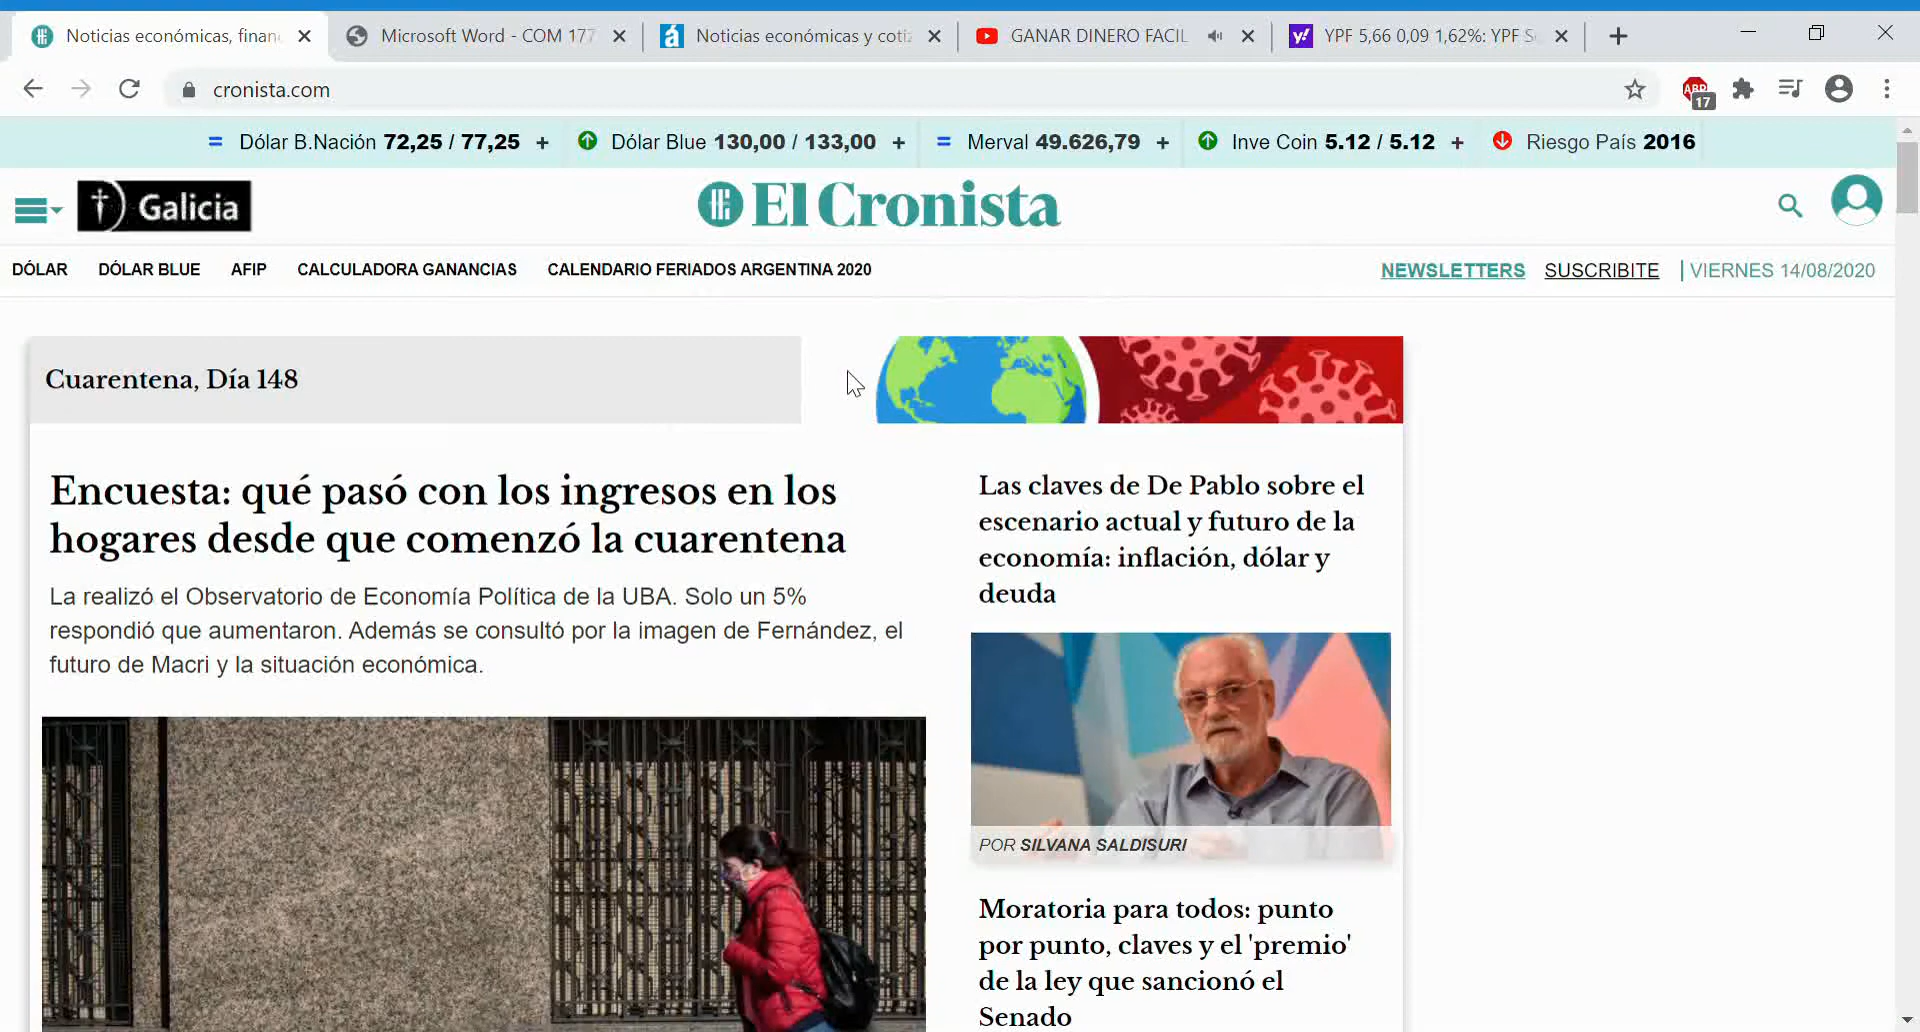 Noticias económicas, finan
Microsoft Word - COM 177
Noticias económicas y cotiz
GANAR DINERO FACIL
YPF 5,66 0,09 1,62%: YPF S
cronista.com
ABP
17
Dólar B.Nación 72,25 / 77,25 +
Dólar Blue 130,00 / 133,00 +
Merval 49.626,79 +
Inve Coin 5.12 / 5.12 +
Riesgo País 2016
Galicia
El Cronista
DÓLAR DÓLAR BLUE AFIP CALCULADORA GANANCIAS CALENDARIO FERIADOS ARGENTINA 2020
NEWSLETTERS SUSCRIBITE | VIERNES 14/08/2020
Cuarentena, Día 148
Encuesta: qué pasó con los ingresos en los
hogares desde que comenzó la cuarentena
La realizó el Observatorio de Economía Política de la UBA. Solo un 5%
respondió que aumentaron. Además se consultó por la imagen de Fernández, el
futuro de Macri y la situación económica.
Las claves de De Pablo sobre el
escenario actual y futuro de la
economía: inflación, dólar y
deuda
POR SILVANA SALDISURI
Moratoria para todos: punto
por punto, claves y el 'premio'
de la ley que sancionó el
Senado